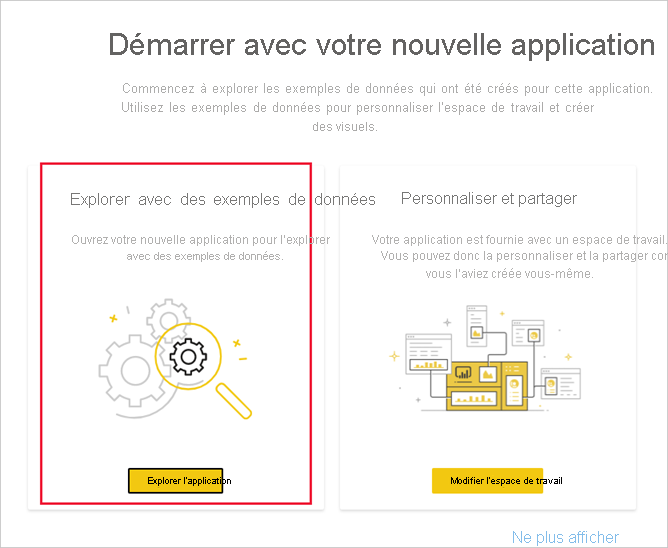 Démarrer avec votre nouvelle application
Commencez à explorer les exemples de données qui ont été créés pour cette application.
Utilisez les exemples de données pour personnaliser l'espace de travail et créer
des visuels.
Explorer avec des exemples de données
Ouvrez votre nouvelle application pour l'explorer
avec des exemples de données.
Explorer l'application
Personnaliser et partager
Votre application est fournie avec un espace de travail.
Vous pouvez donc la personnaliser et la partager
vous l'aviez créée vous-même.
Modifier l'espace de travail
Ne plus afficher